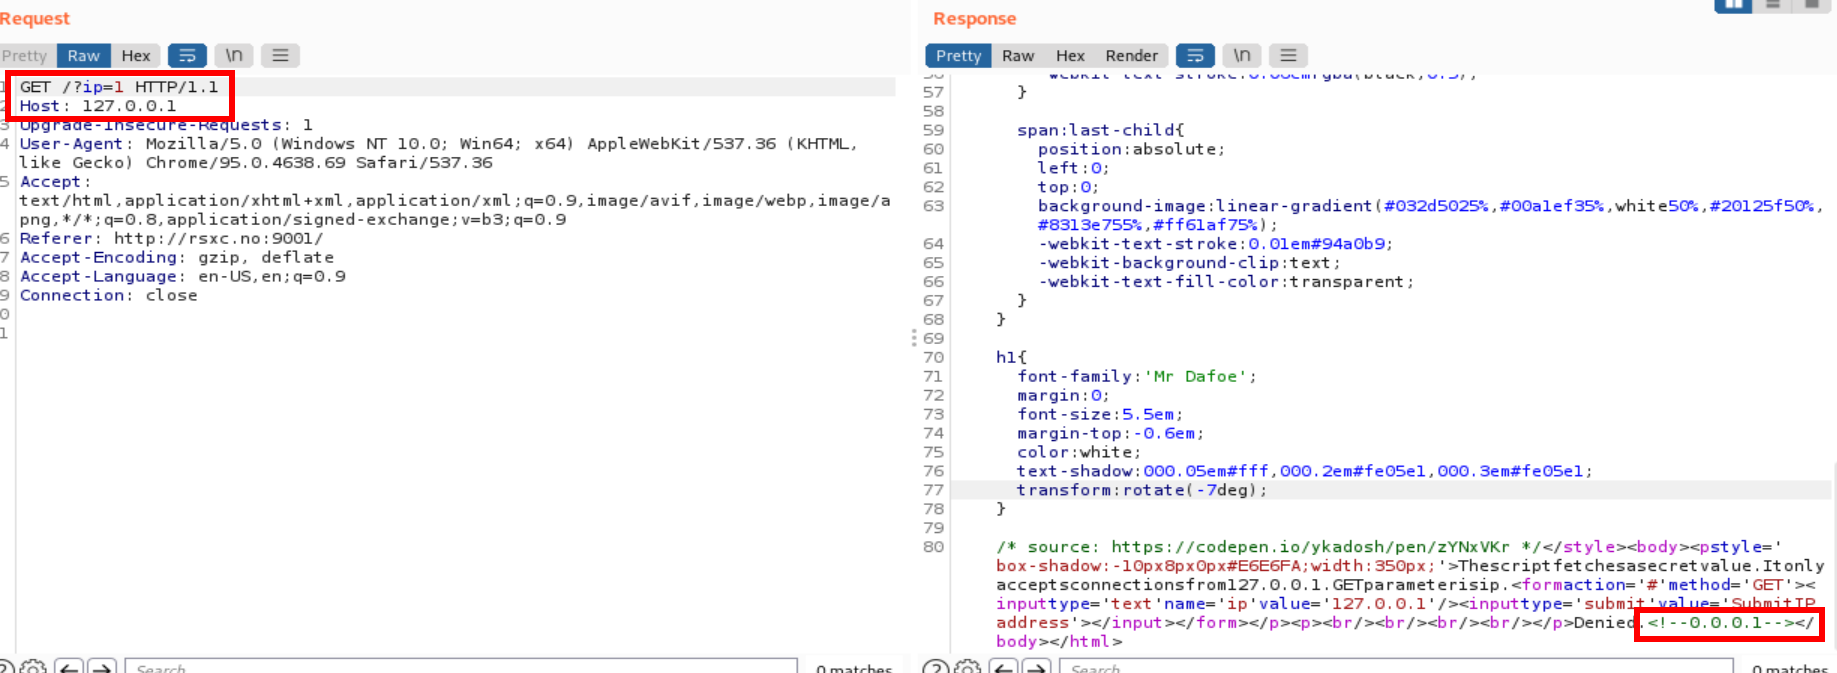 Request
Pretty Raw Hex \n
GET /?ip=1 HTTP/1.1
Host: 127.0.0.1
3 Upgrade-Insecure-Requests: 1
4 User-Agent: Mozilla/5.0 (Windows NT 10.0; Win64; x64) AppleWebKit/537.36 (KHTML,
like Gecko) Chrome/95.0.4638.69 Safari/537.36
5 Accept:
text/html,application/xhtml+xml,application/xml;q=0.9,image/avif,image/webp,image/a
png,*/*;q=0.8,application/signed-exchange;v=b3;q=0.9
6 Referer: http://rsxc.no:9001/
7 Accept-Encoding: gzip, deflate
8 Accept-Language: en-US,en;q=0.9
9 Connection: close
0
1
Search
0 matches
Response
Pretty Raw Hex Render \n
56 -webkit-text-stroke:0.06emrgba(black,0.5);
57 }
58
59 span:last-child{
60 position:absolute;
61 left:0;
62 top:0;
63 background-image:linear-gradient(#032d5025%,#00a1ef35%,white50%,#20125f50%,
#8313e755%,#ff61af75%);
64 -webkit-text-stroke:0.01em#94a0b9;
65 -webkit-background-clip:text;
66 -webkit-text-fill-color:transparent;
67 }
68 }
69
70 h1{
71 font-family:'Mr Dafoe';
72 margin:0;
73 font-size:5.5em;
74 margin-top:-0.6em;
75 color:white;
76 text-shadow:000.05em#fff,000.2em#fe05e1,000.3em#fe05e1;
77 transform:rotate(-7deg);
78 }
79
80 /* source: https://codepen.io/ykadosh/pen/zYNxVKr */</style><body><pstyle='
box-shadow:-10px8px0px#E6E6FA;width:350px;'>Thescriptfetchesasecretvalue.Itonly
acceptsconnectionsfrom127.0.0.1.GETparameterisip.<formaction='#'method='GET'><
inputtype='text'name='ip'value='127.0.0.1'/><inputtype='submit'value='SubmitIP
address'></input></form></p><p><br/><br/><br/><br/></p>Denied.<!--0.0.0.1--></
body></html>
Search
0 matches